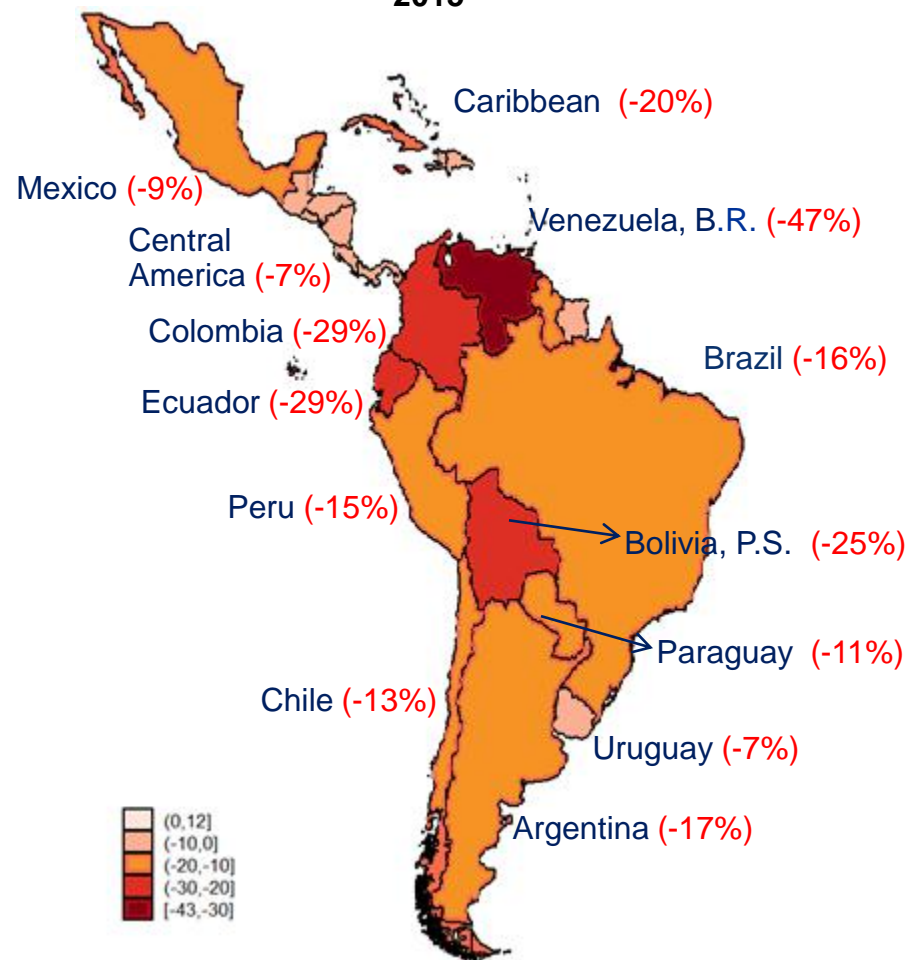 Caribbean (-20%)
Mexico (-9%)
Venezuela, B.R. (-47%)
Central
America (-7%)
Colombia (-29%)
Brazil (-16%)
Ecuador (-29%)
Peru (-15%)
Bolivia, P.S. (-25%)
Paraguay (-11%)
Chile (-13%)
Uruguay (-7%)
Argentina (-17%)
(0,12]
(-10,0]
(-20,-10]
(-30,-20]
[-43,-30]